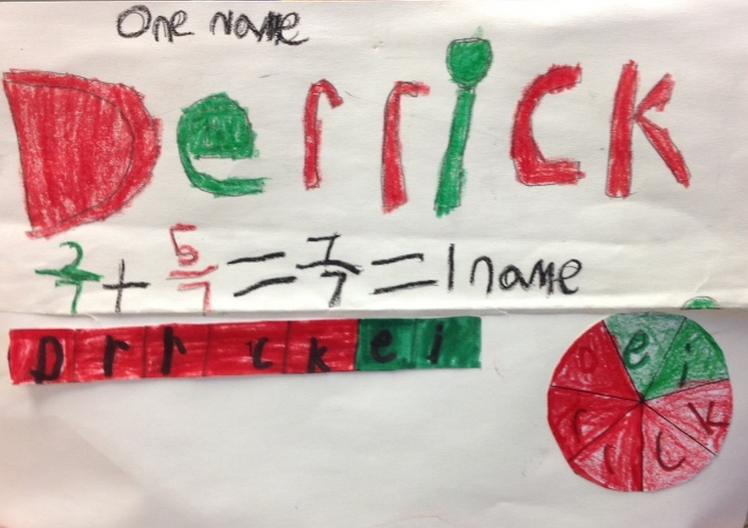 One name
Derrick
2/7 + 5/7 = 7/7 = 1 name
D r r c k e i
D e i k c r r